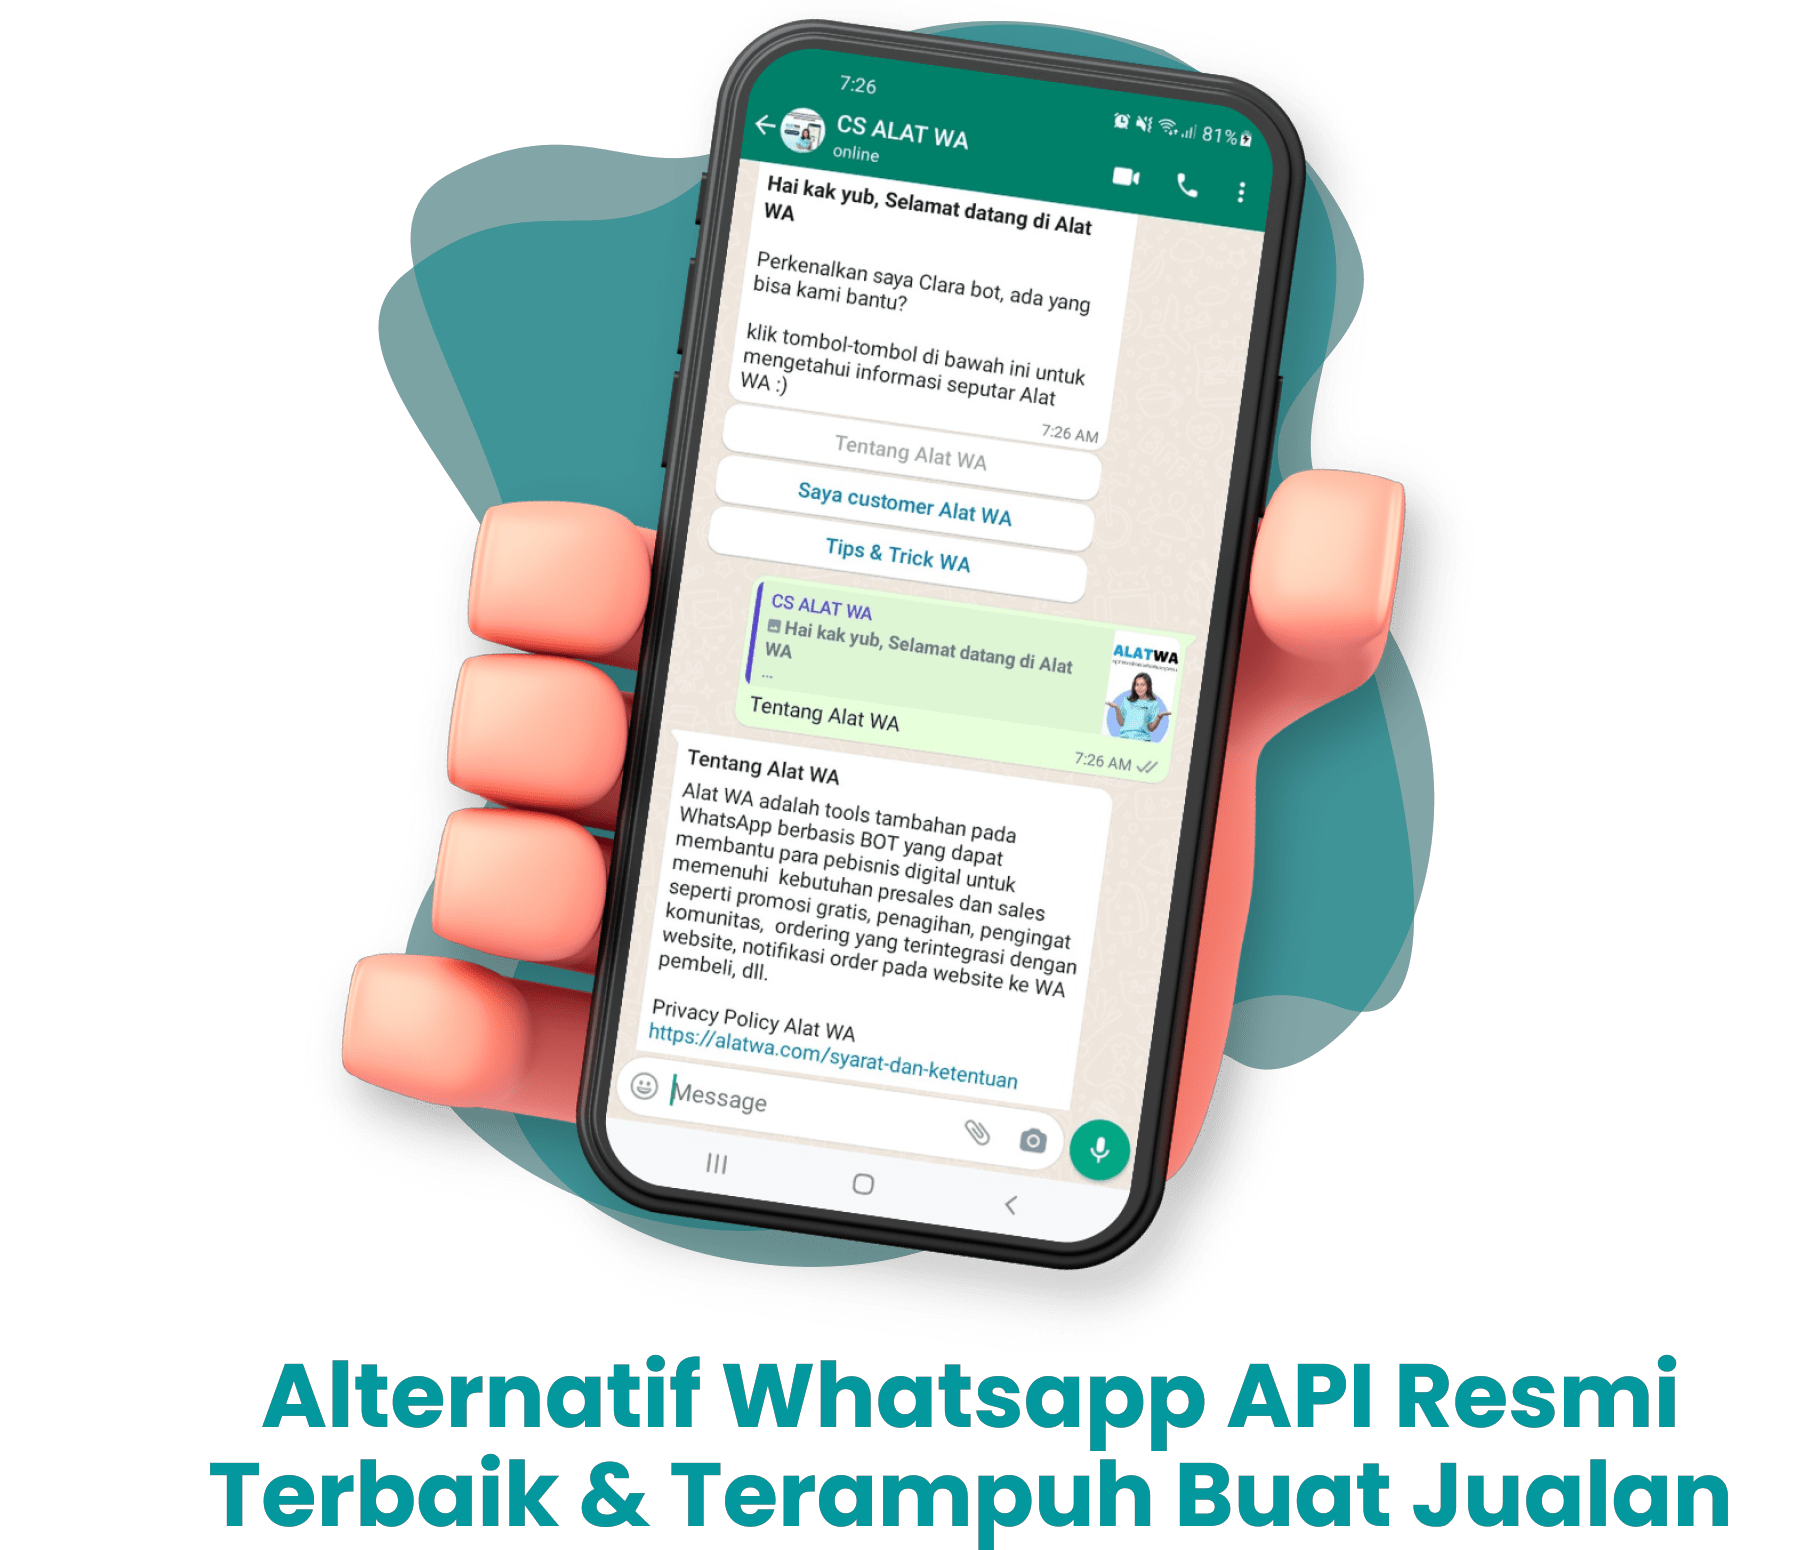 7:26
81%
CS ALAT WA
online
Hai kak yub, Selamat datang di Alat
WA
Perkenalkan saya Clara bot, ada yang
bisa kami bantu?
klik tombol-tombol di bawah ini untuk
mengetahui informasi seputar Alat
WA :)
7:26 AM
Tentang Alat WA
Saya customer Alat WA
Tips & Trick WA
CS ALAT WA
Hai kak yub, Selamat datang di Alat
WA
...
ALATWA
Tentang Alat WA
7:26 AM
Tentang Alat WA
Alat WA adalah tools tambahan pada
WhatsApp berbasis BOT yang dapat
membantu para pebisnis digital untuk
memenuhi  kebutuhan presales dan sales
seperti promosi gratis, penagihan, pengingat
komunitas,  ordering yang terintegrasi dengan
website, notifikasi order pada website ke WA
pembeli, dll.
Privacy Policy Alat WA
https://alatwa.com/syarat-dan-ketentuan
Message
Alternatif Whatsapp API Resmi
Terbaik & Terampuh Buat Jualan